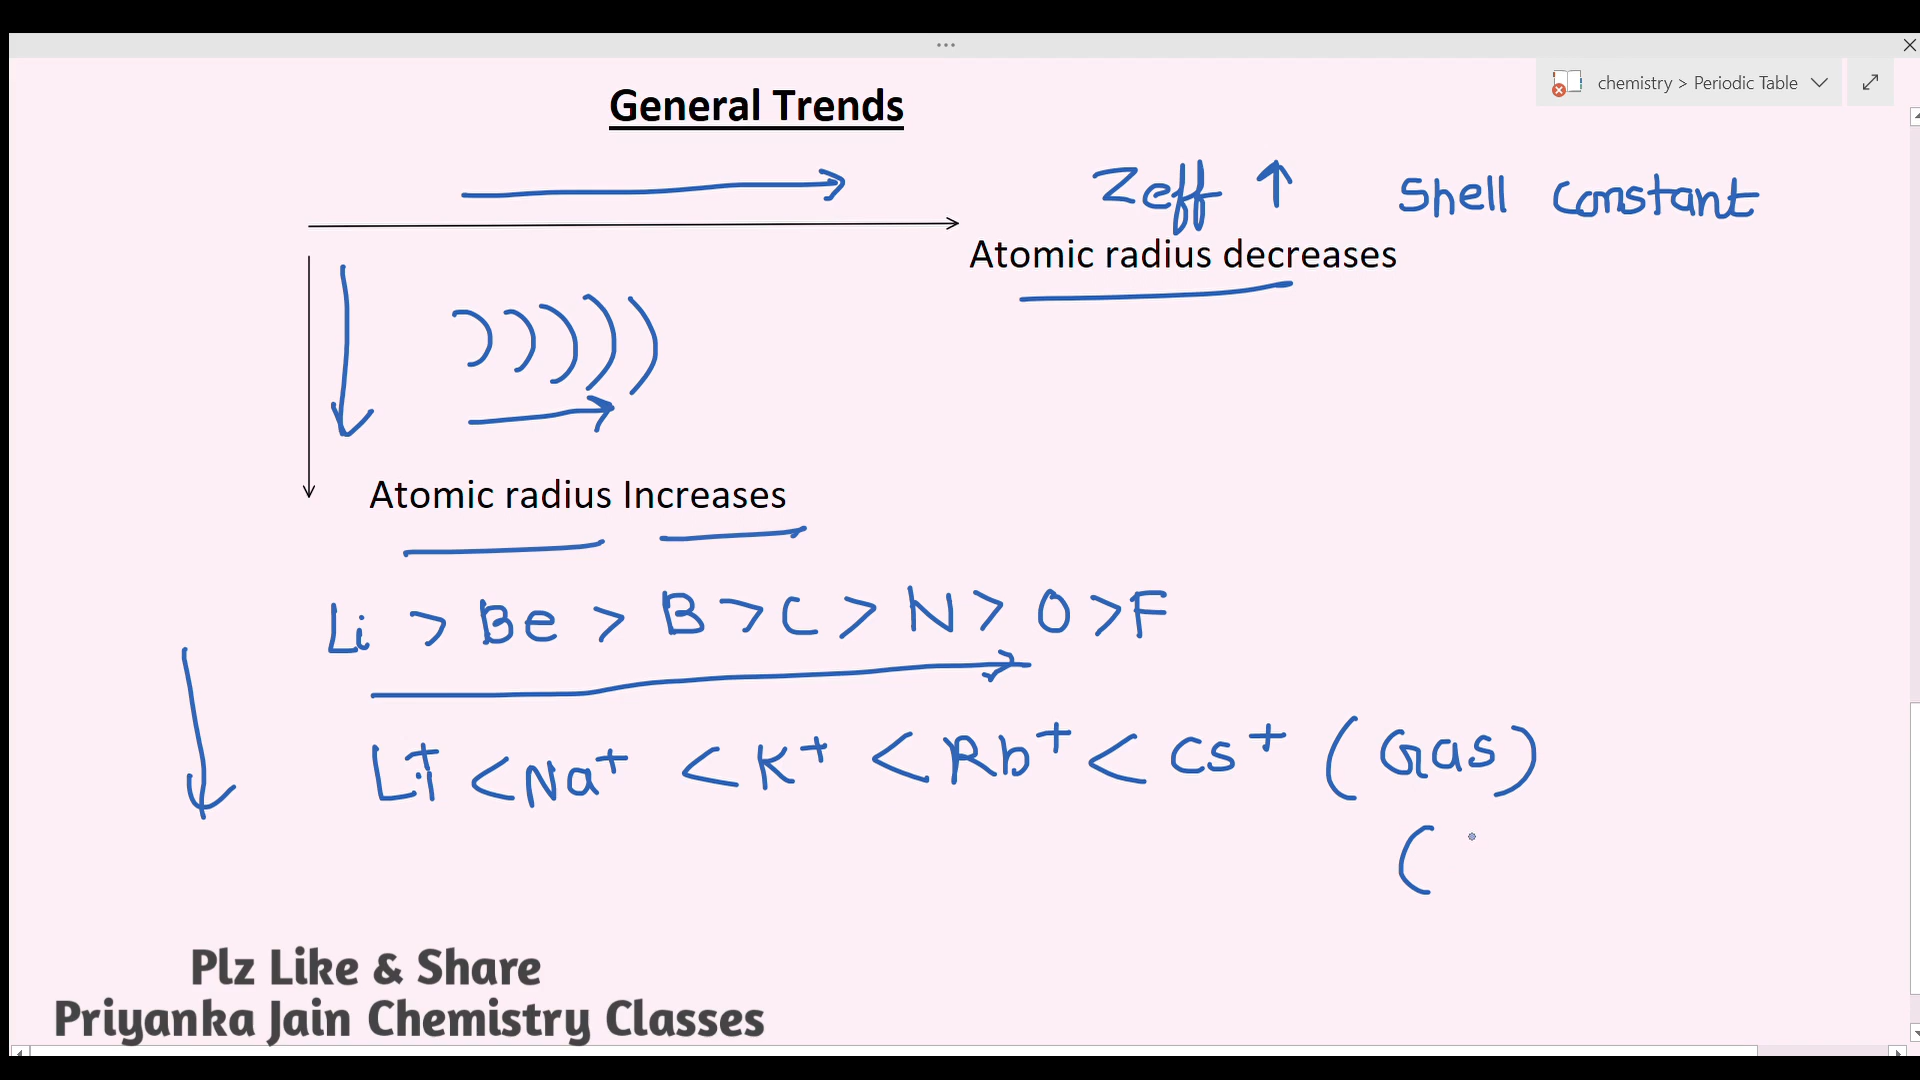 chemistry > Periodic Table
General Trends
Zeff ↑ Shell Constant
Atomic radius decreases
Atomic radius Increases
Li > Be > B > C > N > O > F
Li⁺ < Na⁺ < K⁺ < Rb⁺ < Cs⁺ (Gas)
(
Plz Like & Share
Priyanka Jain Chemistry Classes